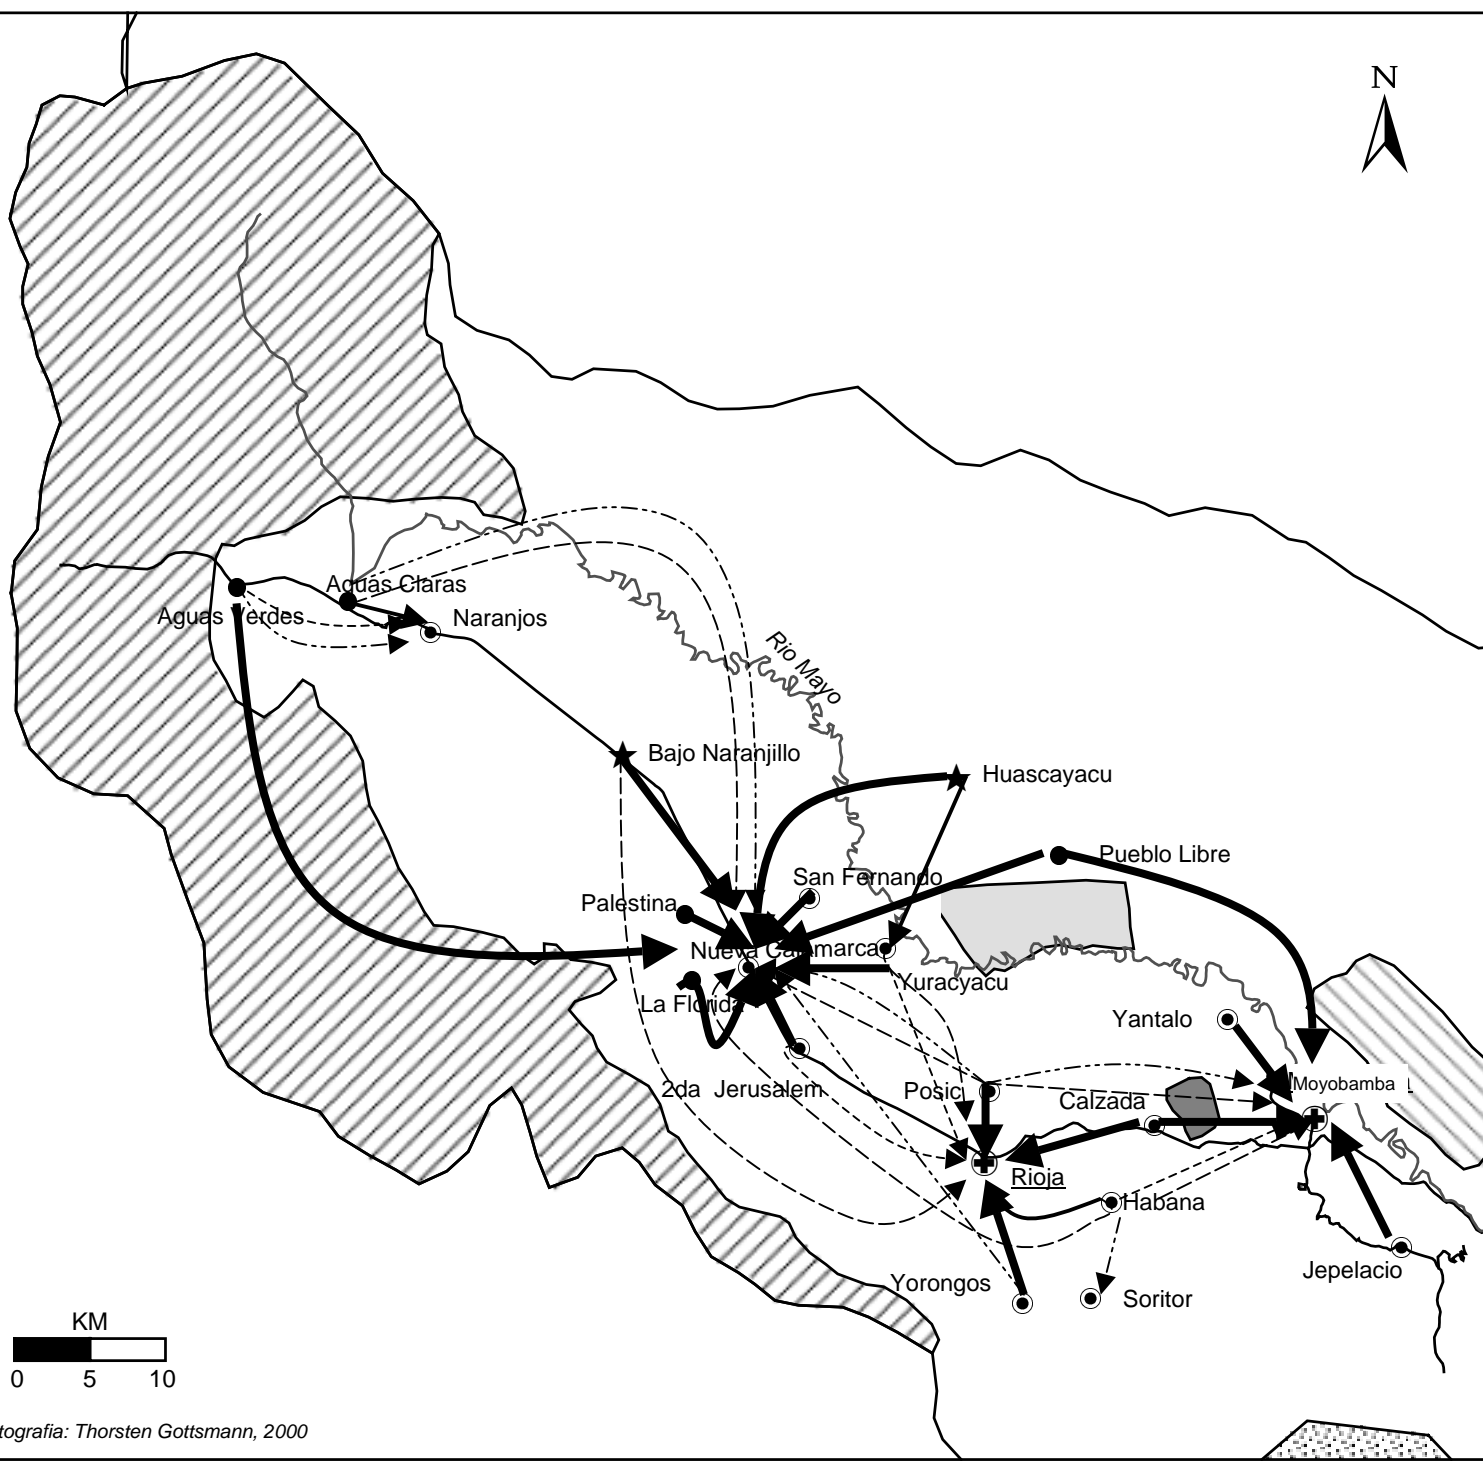 N
Aguas Claras
Aguas Verdes
Naranjos
Rio Mayo
Bajo Naranjillo
Huascayacu
Pueblo Libre
San Fernando
Palestina
Nueva Cajamarca
Yuracyacu
La Florida
Yantalo
2da Jerusalem
Posic
Calzada
Moyobamba
Rioja
Habana
Jepelacio
Yorongos
Soritor
KM
0 5 10
tografia: Thorsten Gottsmann, 2000